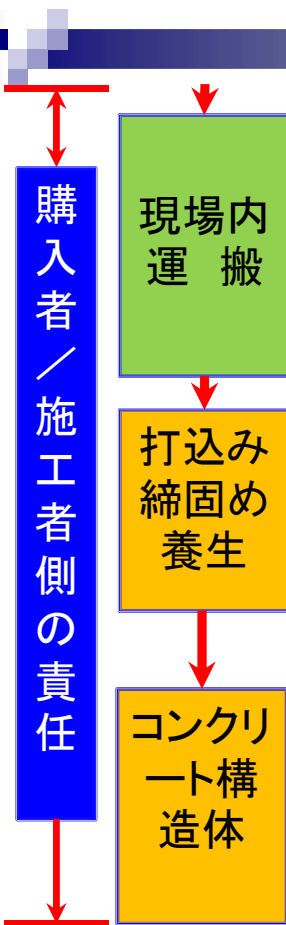 購入者／施工者側の責任
現場内
運　搬
打込み
締固め
養生
コンクリ
ート構
造体